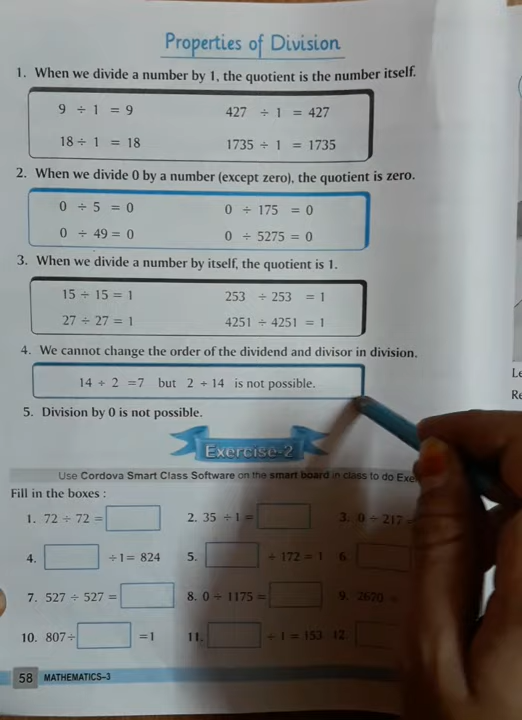 Properties of Division
1. When we divide a number by 1, the quotient is the number itself.
9 ÷ 1 = 9 427 ÷ 1 = 427
18 ÷ 1 = 18 1735 ÷ 1 = 1735
2. When we divide 0 by a number (except zero), the quotient is zero.
0 ÷ 5 = 0 0 ÷ 175 = 0
0 ÷ 49 = 0 0 ÷ 5275 = 0
3. When we divide a number by itself, the quotient is 1.
15 ÷ 15 = 1 253 ÷ 253 = 1
27 ÷ 27 = 1 4251 ÷ 4251 = 1
4. We cannot change the order of the dividend and divisor in division.
14 ÷ 2 =7 but 2 ÷ 14 is not possible.
5. Division by 0 is not possible.
Exercise-2
Use Cordova Smart Class Software on the smart board in class to do Exe
Fill in the boxes :
1. 72 ÷ 72 = 2. 35 ÷ 1 = 3. 0 ÷ 217 =
4. ÷ 1 = 824 5. ÷ 172 = 1 6.
7. 527 ÷ 527 = 8. 0 ÷ 1175 = 9. 2670 ÷
10. 807 ÷ =1 11. ÷ 1 = 153 12.
58 MATHEMATICS–3